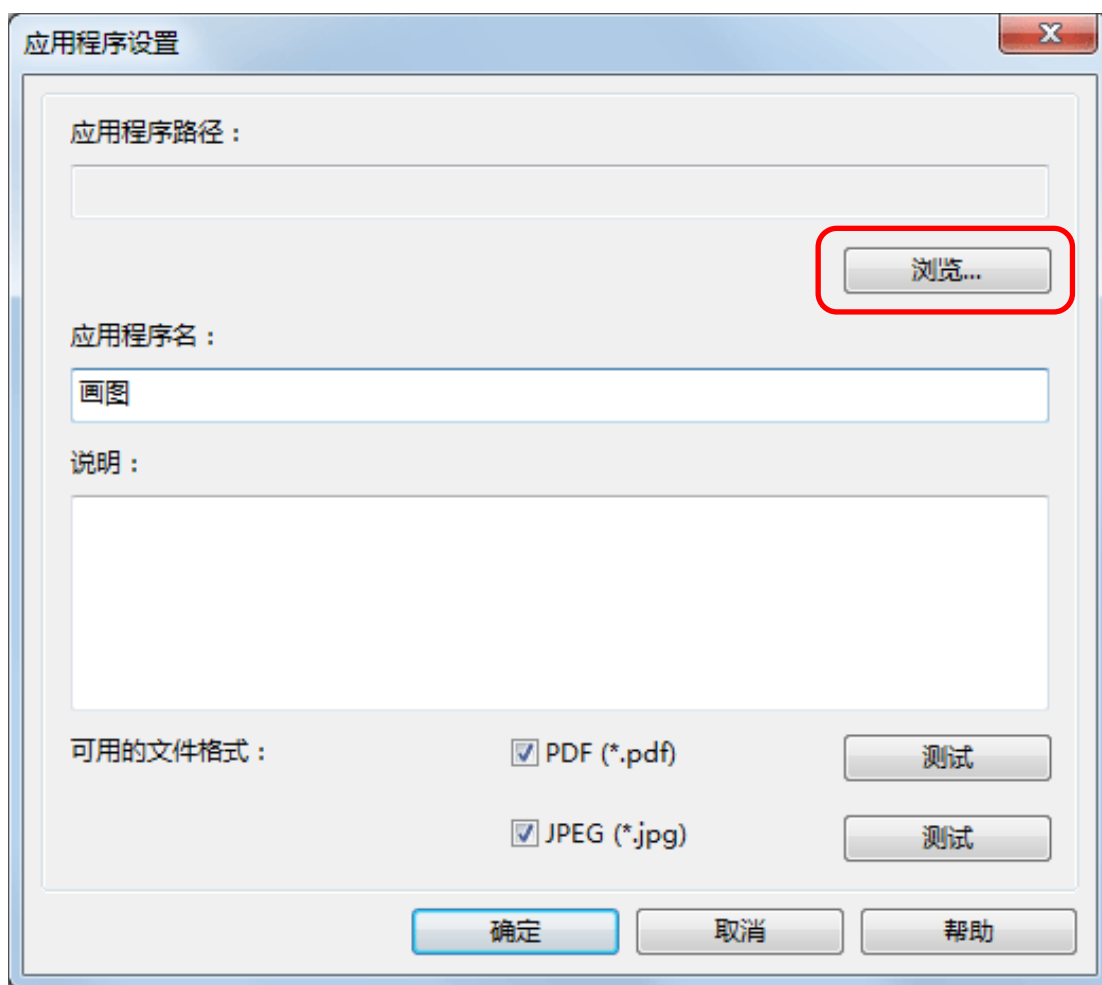 应用程序设置
应用程序路径：
浏览...
应用程序名：
画图
说明：
可用的文件格式： PDF (*.pdf) 测试
JPEG (*.jpg) 测试
确定 取消 帮助